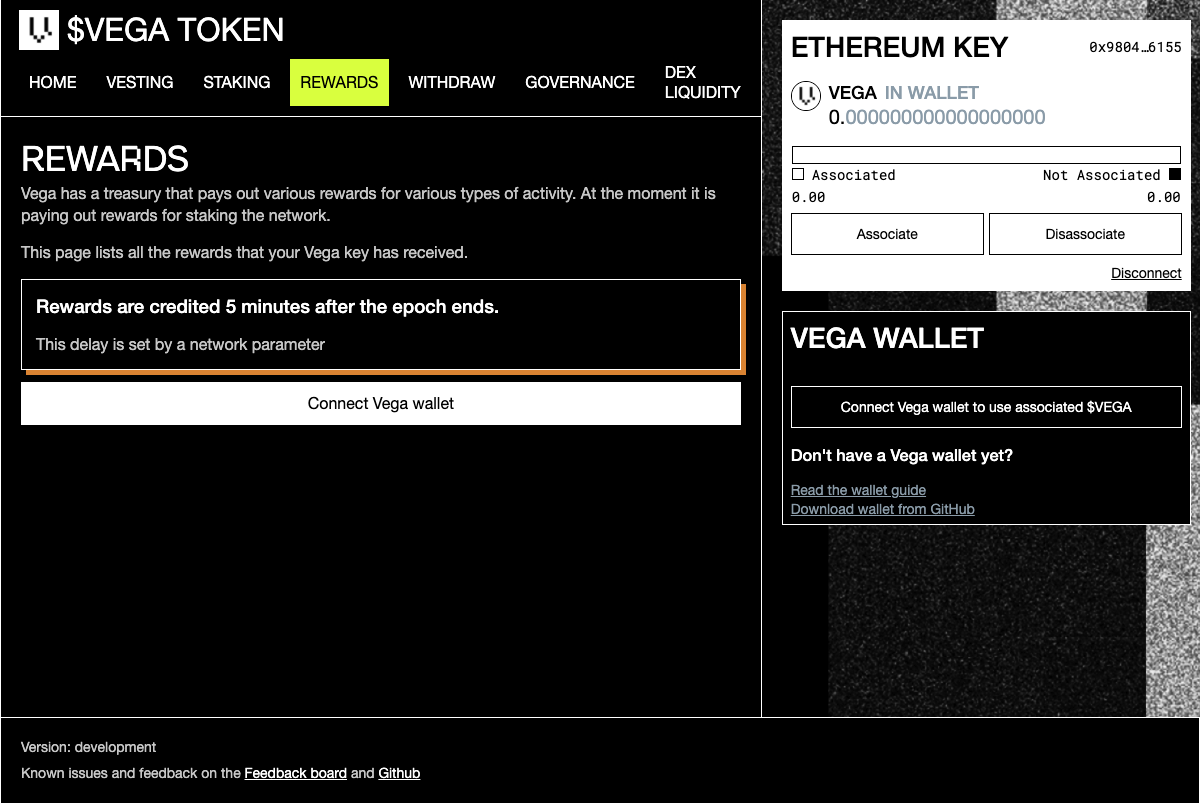 $VEGA TOKEN
HOME
VESTING
STAKING
REWARDS
WITHDRAW
GOVERNANCE
DEX
LIQUIDITY
REWARDS
Vega has a treasury that pays out various rewards for various types of activity. At the moment it is
paying out rewards for staking the network.
This page lists all the rewards that your Vega key has received.
Rewards are credited 5 minutes after the epoch ends.
This delay is set by a network parameter
Connect Vega wallet
ETHEREUM KEY
0x9804…6155
VEGA IN WALLET
0.000000000000000000
Associated
Not Associated
0.00
0.00
Associate
Disassociate
Disconnect
VEGA WALLET
Connect Vega wallet to use associated $VEGA
Don't have a Vega wallet yet?
Read the wallet guide
Download wallet from GitHub
Version: development
Known issues and feedback on the Feedback board and Github